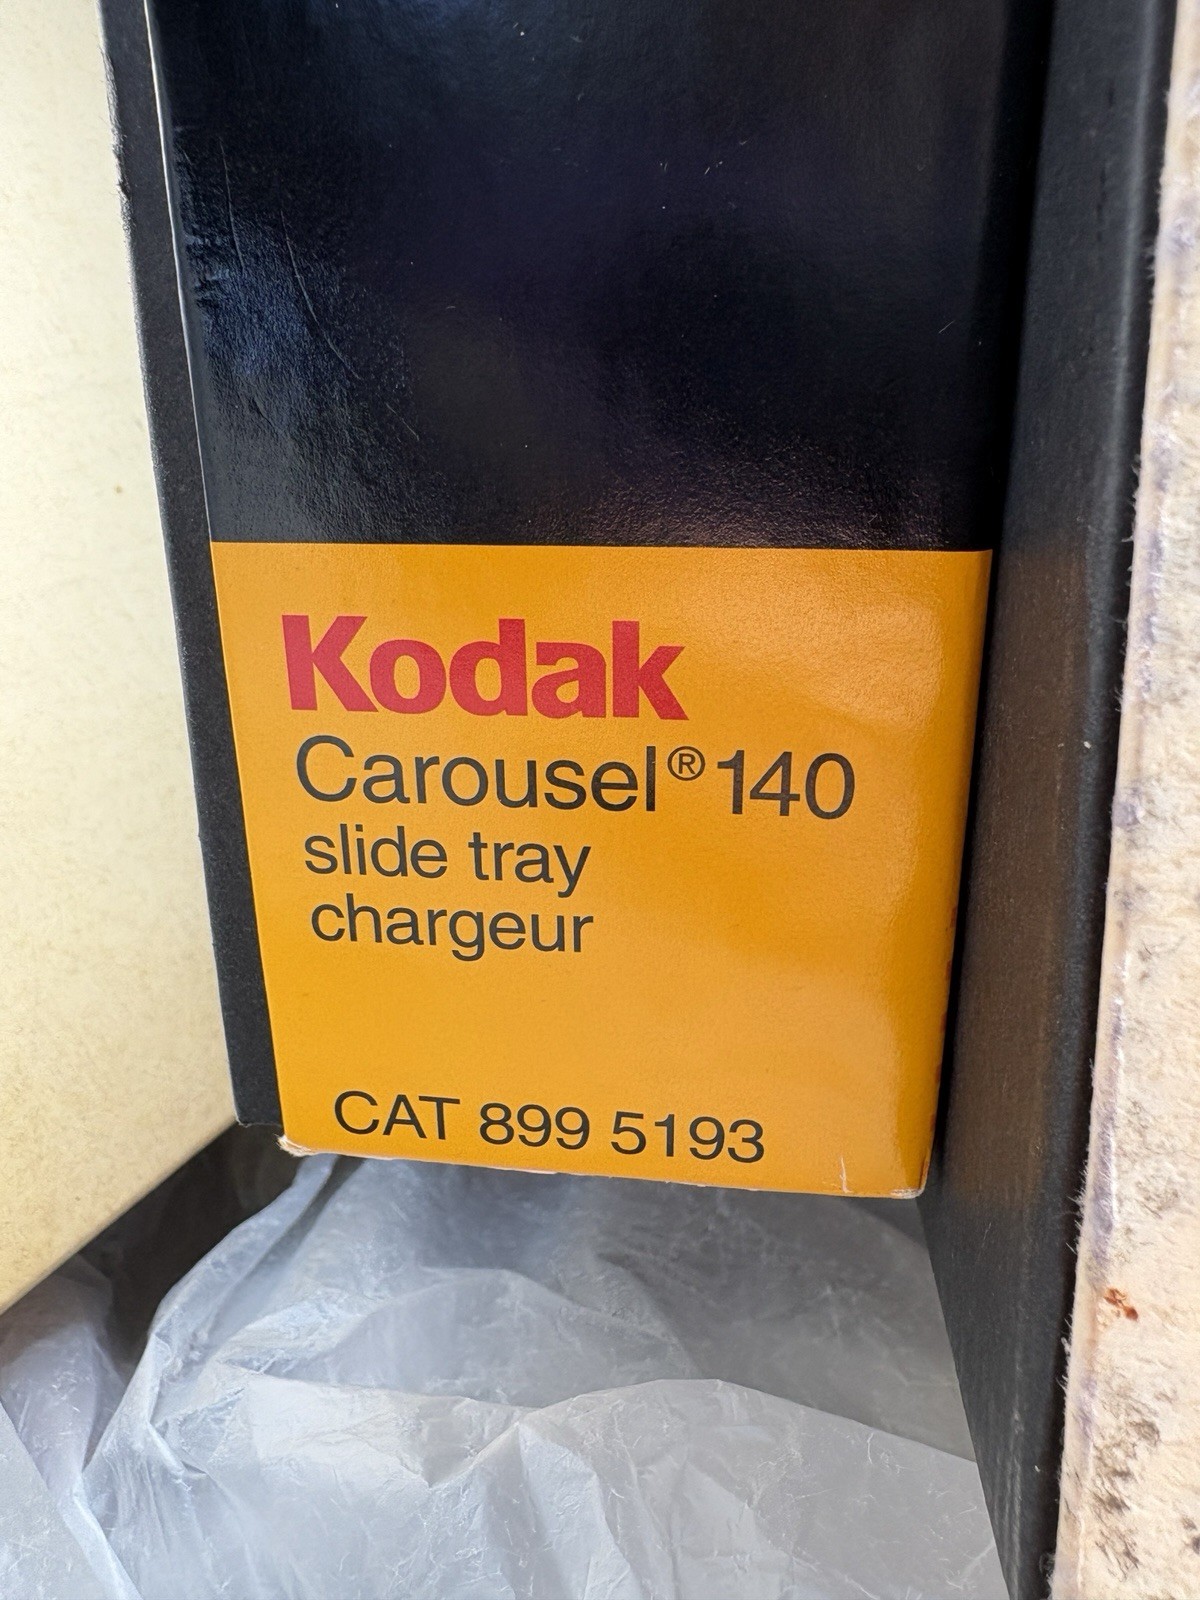 Kodak
Carousel® 140
slide tray
chargeur
CAT 899 5193